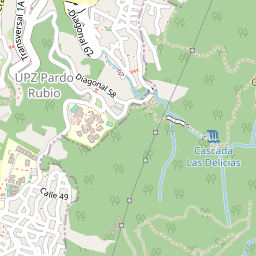 Transversal 1A
Diagonal 62
UPZ Pardo
Rubio
Diagonal 58
Cascada
Las Delicias
Calle 49